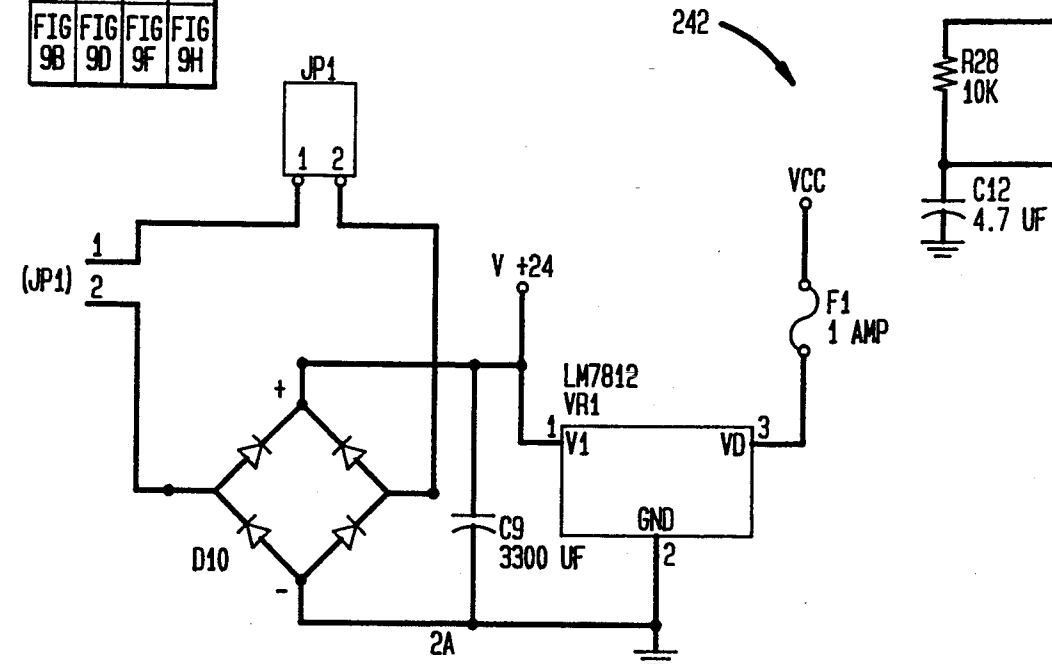 FIG FIG FIG FIG
9B 9D 9F 9H
242
R28
10K
JP1
1 2
VCC
C12
4.7 UF
1
(JP1)
2
V +24
F1
1 AMP
+
LM7812
VR1
1
3
V1
VD
GND
2
C9
3300 UF
D10
-
2A